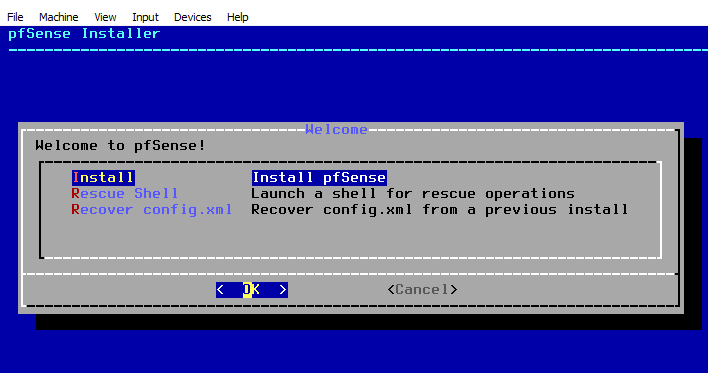 File Machine View Input Devices Help
pfSense Installer
Welcome
Welcome to pfSense!
Install Install pfSense
Rescue Shell Launch a shell for rescue operations
Recover config.xml Recover config.xml from a previous install
< OK > <Cancel>